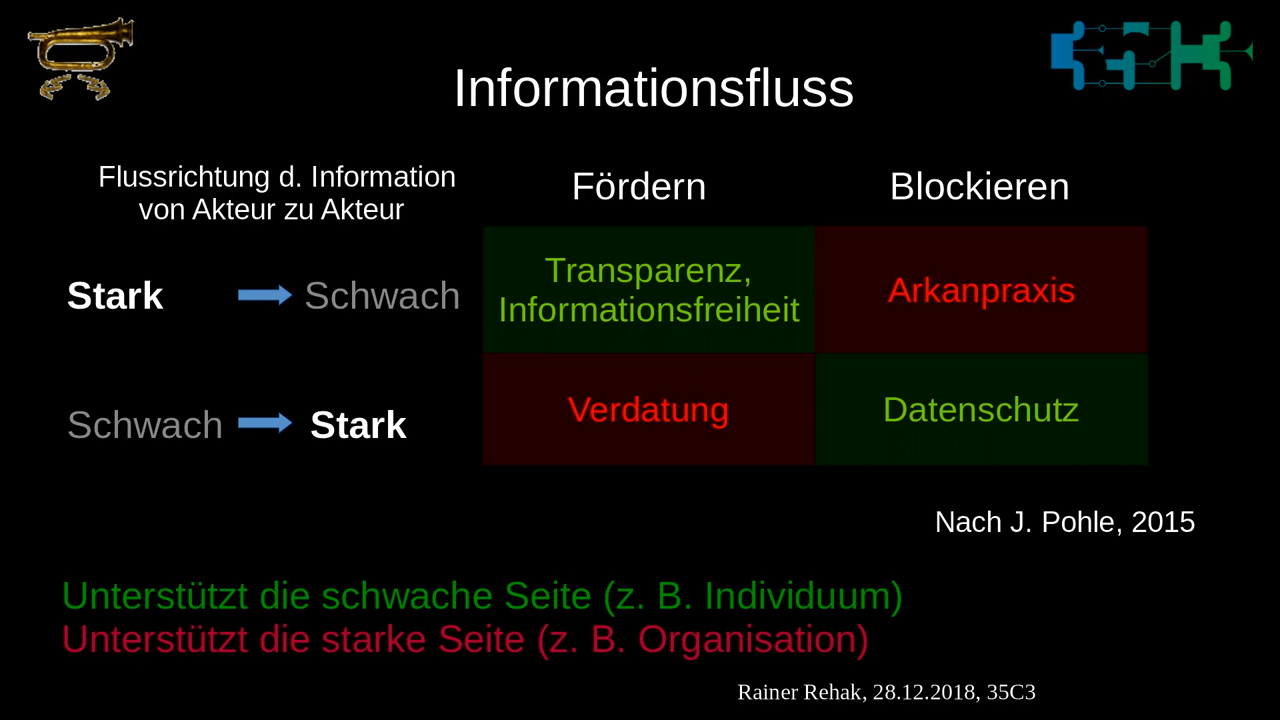 Informationsfluss
Flussrichtung d. Information
von Akteur zu Akteur
Fördern
Blockieren
Stark
Schwach
Transparenz,
Informationsfreiheit
Arkanpraxis
Schwach
Stark
Verdatung
Datenschutz
Nach J. Pohle, 2015
Unterstützt die schwache Seite (z. B. Individuum)
Unterstützt die starke Seite (z. B. Organisation)
Rainer Rehak, 28.12.2018, 35C3